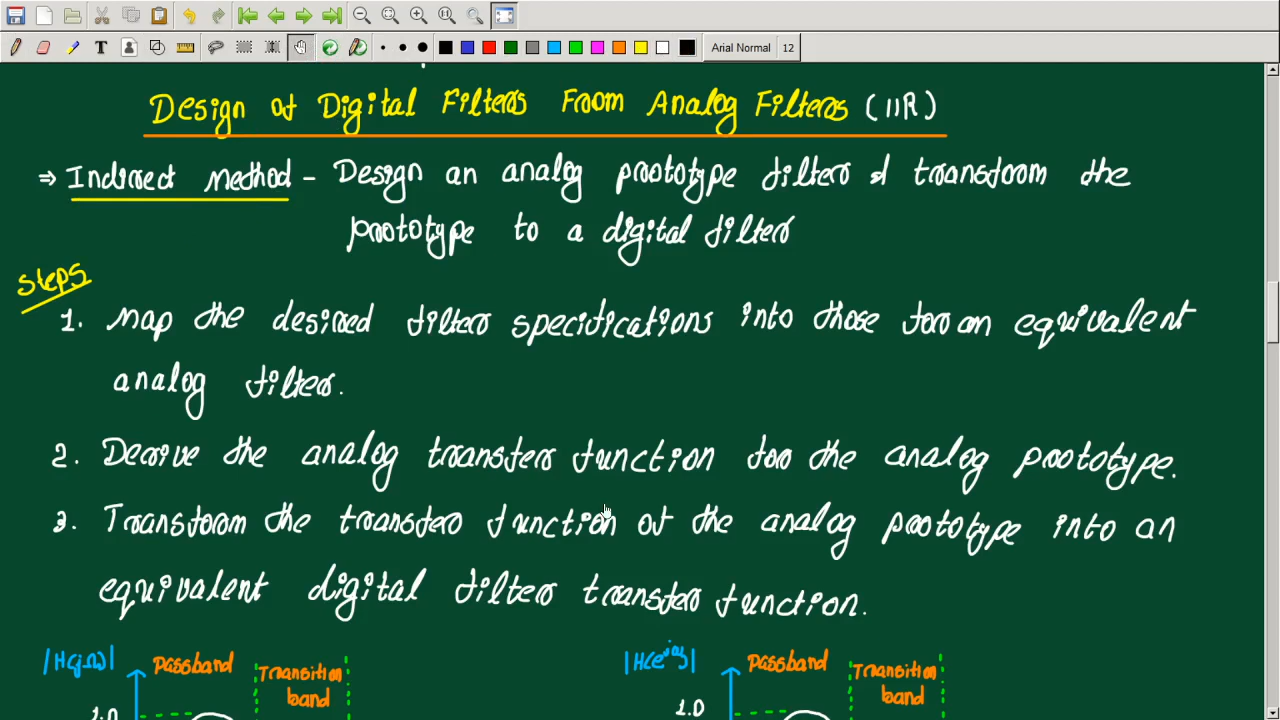 Arial Normal 12
Design of Digital Filters From Analog Filters (IIR)
⇒ Indirect method - Design an analog prototype filter & transform the
prototype to a digital filter
Steps
1. Map the desired filter specifications into those for an equivalent
analog filter.
2. Derive the analog transfer function for the analog prototype.
3. Transform the transfer function of the analog prototype into an
equivalent digital filter transfer function.
|H(jΩ)| Passband Transition band
1.0
|H(e^jω)| Passband Transition band
1.0